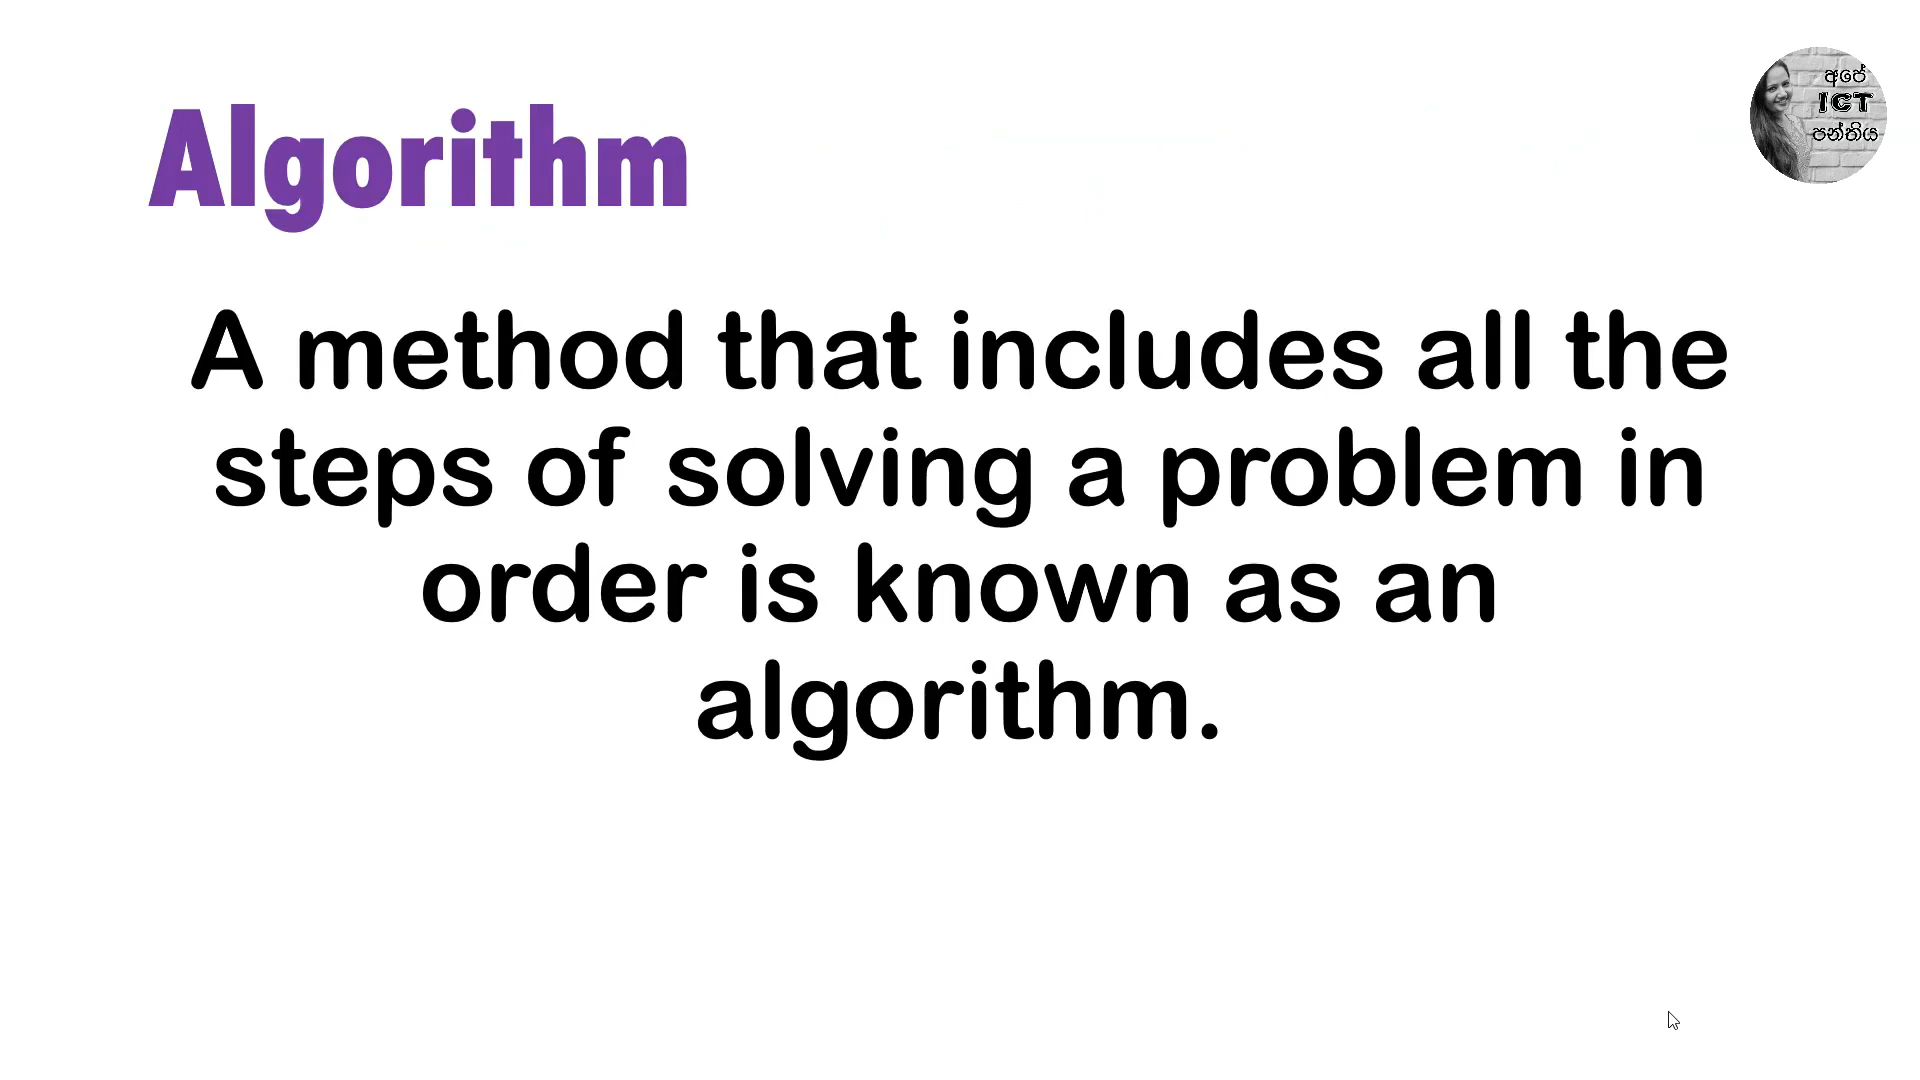 Algorithm
අපේ
ICT
පන්තිය
A method that includes all the
steps of solving a problem in
order is known as an
algorithm.